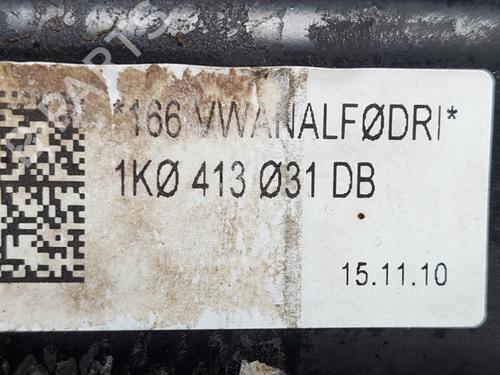 *166 VWANALFØDRI*
1KØ 413 Ø31 DB
15.11.10